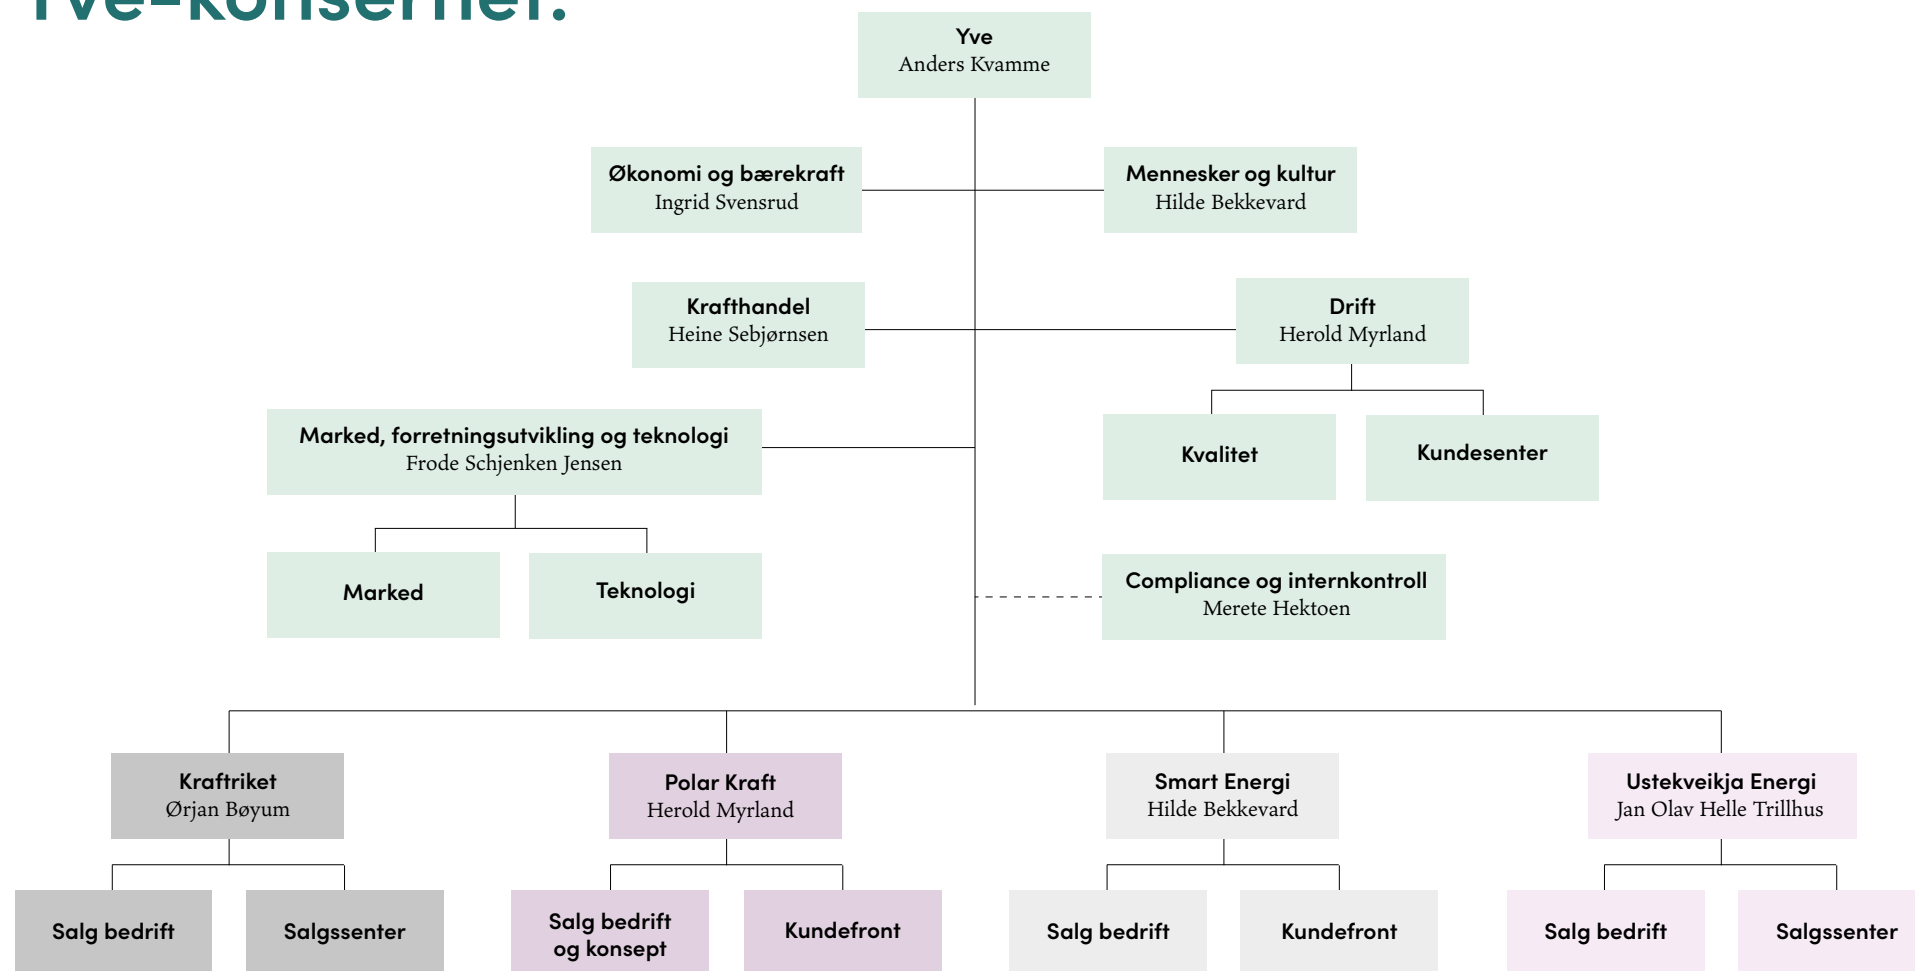 Yve-konsernet.
Yve
Anders Kvamme
Økonomi og bærekraft
Ingrid Svensrud
Mennesker og kultur
Hilde Bekkevard
Krafthandel
Heine Sebjørnsen
Drift
Herold Myrland
Marked, forretningsutvikling og teknologi
Frode Schjenken Jensen
Kvalitet
Kundesenter
Marked
Teknologi
Compliance og internkontroll
Merete Hektoen
Kraftriket
Ørjan Bøyum
Polar Kraft
Herold Myrland
Smart Energi
Hilde Bekkevard
Ustekveikja Energi
Jan Olav Helle Trillhus
Salg bedrift
Salgssenter
Salg bedrift
og konsept
Kundefront
Salg bedrift
Kundefront
Salg bedrift
Salgssenter